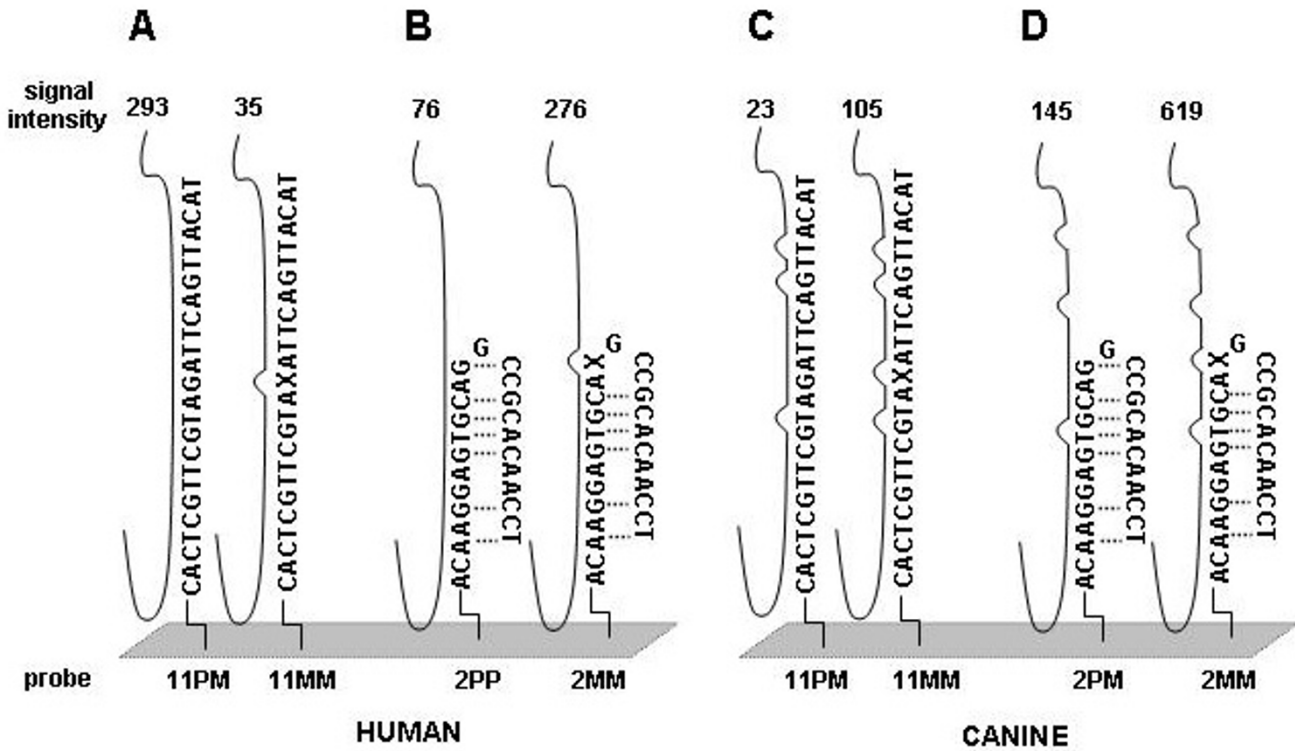 A B C D
signal
intensity
293 35 76 276 23 105 145 619
CACTCGTTCGTAGATTCAGTTACAT
CACTCGTTCGTAXATTCAGTTACAT
ACAAGGAGTGCAG
G
CCGCACAACCT
ACAAGGAGTGCAX
G
CCGCACAACCT
CACTCGTTCGTAGATTCAGTTACAT
CACTCGTTCGTAXATTCAGTTACAT
ACAAGGAGTGCAG
G
CCGCACAACCT
ACAAGGAGTGCAX
G
CCGCACAACCT
probe 11PM 11MM 2PP 2MM 11PM 11MM 2PM 2MM
HUMAN CANINE